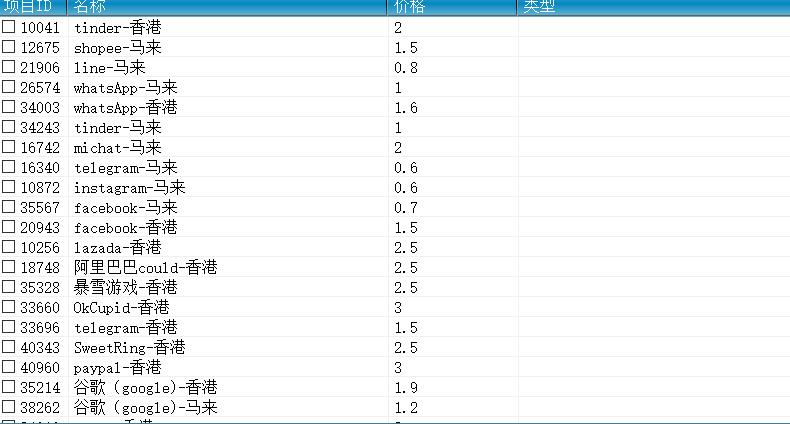 项目ID 名称 价格 类型
10041 tinder-香港 2
12675 shopee-马来 1.5
21906 line-马来 0.8
26574 whatsApp-马来 1
34003 whatsApp-香港 1.6
34243 tinder-马来 1
16742 michat-马来 2
16340 telegram-马来 0.6
10872 instagram-马来 0.6
35567 facebook-马来 0.7
20943 facebook-香港 1.5
10256 lazada-香港 2.5
18748 阿里巴巴could-香港 2.5
35328 暴雪游戏-香港 2.5
33660 OkCupid-香港 3
33696 telegram-香港 1.5
40343 SweetRing-香港 2.5
40960 paypal-香港 3
35214 谷歌（google)-香港 1.9
38262 谷歌（google)-马来 1.2